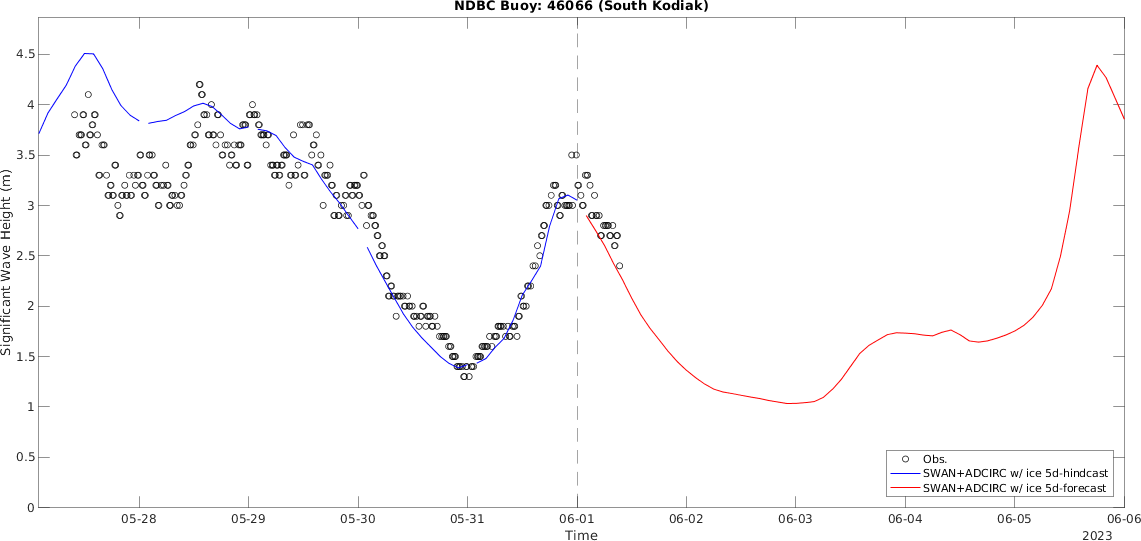 NDBC Buoy: 46066 (South Kodiak)
Significant Wave Height (m)
4.5
4
3.5
3
2.5
2
1.5
1
0.5
0
Obs.
SWAN+ADCIRC w/ ice 5d-hindcast
SWAN+ADCIRC w/ ice 5d-forecast
05-28 05-29 05-30 05-31 06-01 06-02 06-03 06-04 06-05 06-06
Time 2023